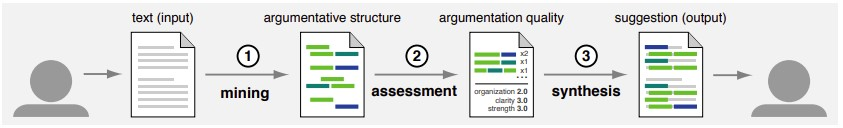 text (input)
argumentative structure
argumentation quality
suggestion (output)
1
mining
2
assessment
x2
x1
x1
...
organization 2.0
clarity 3.0
strength 3.0
3
synthesis